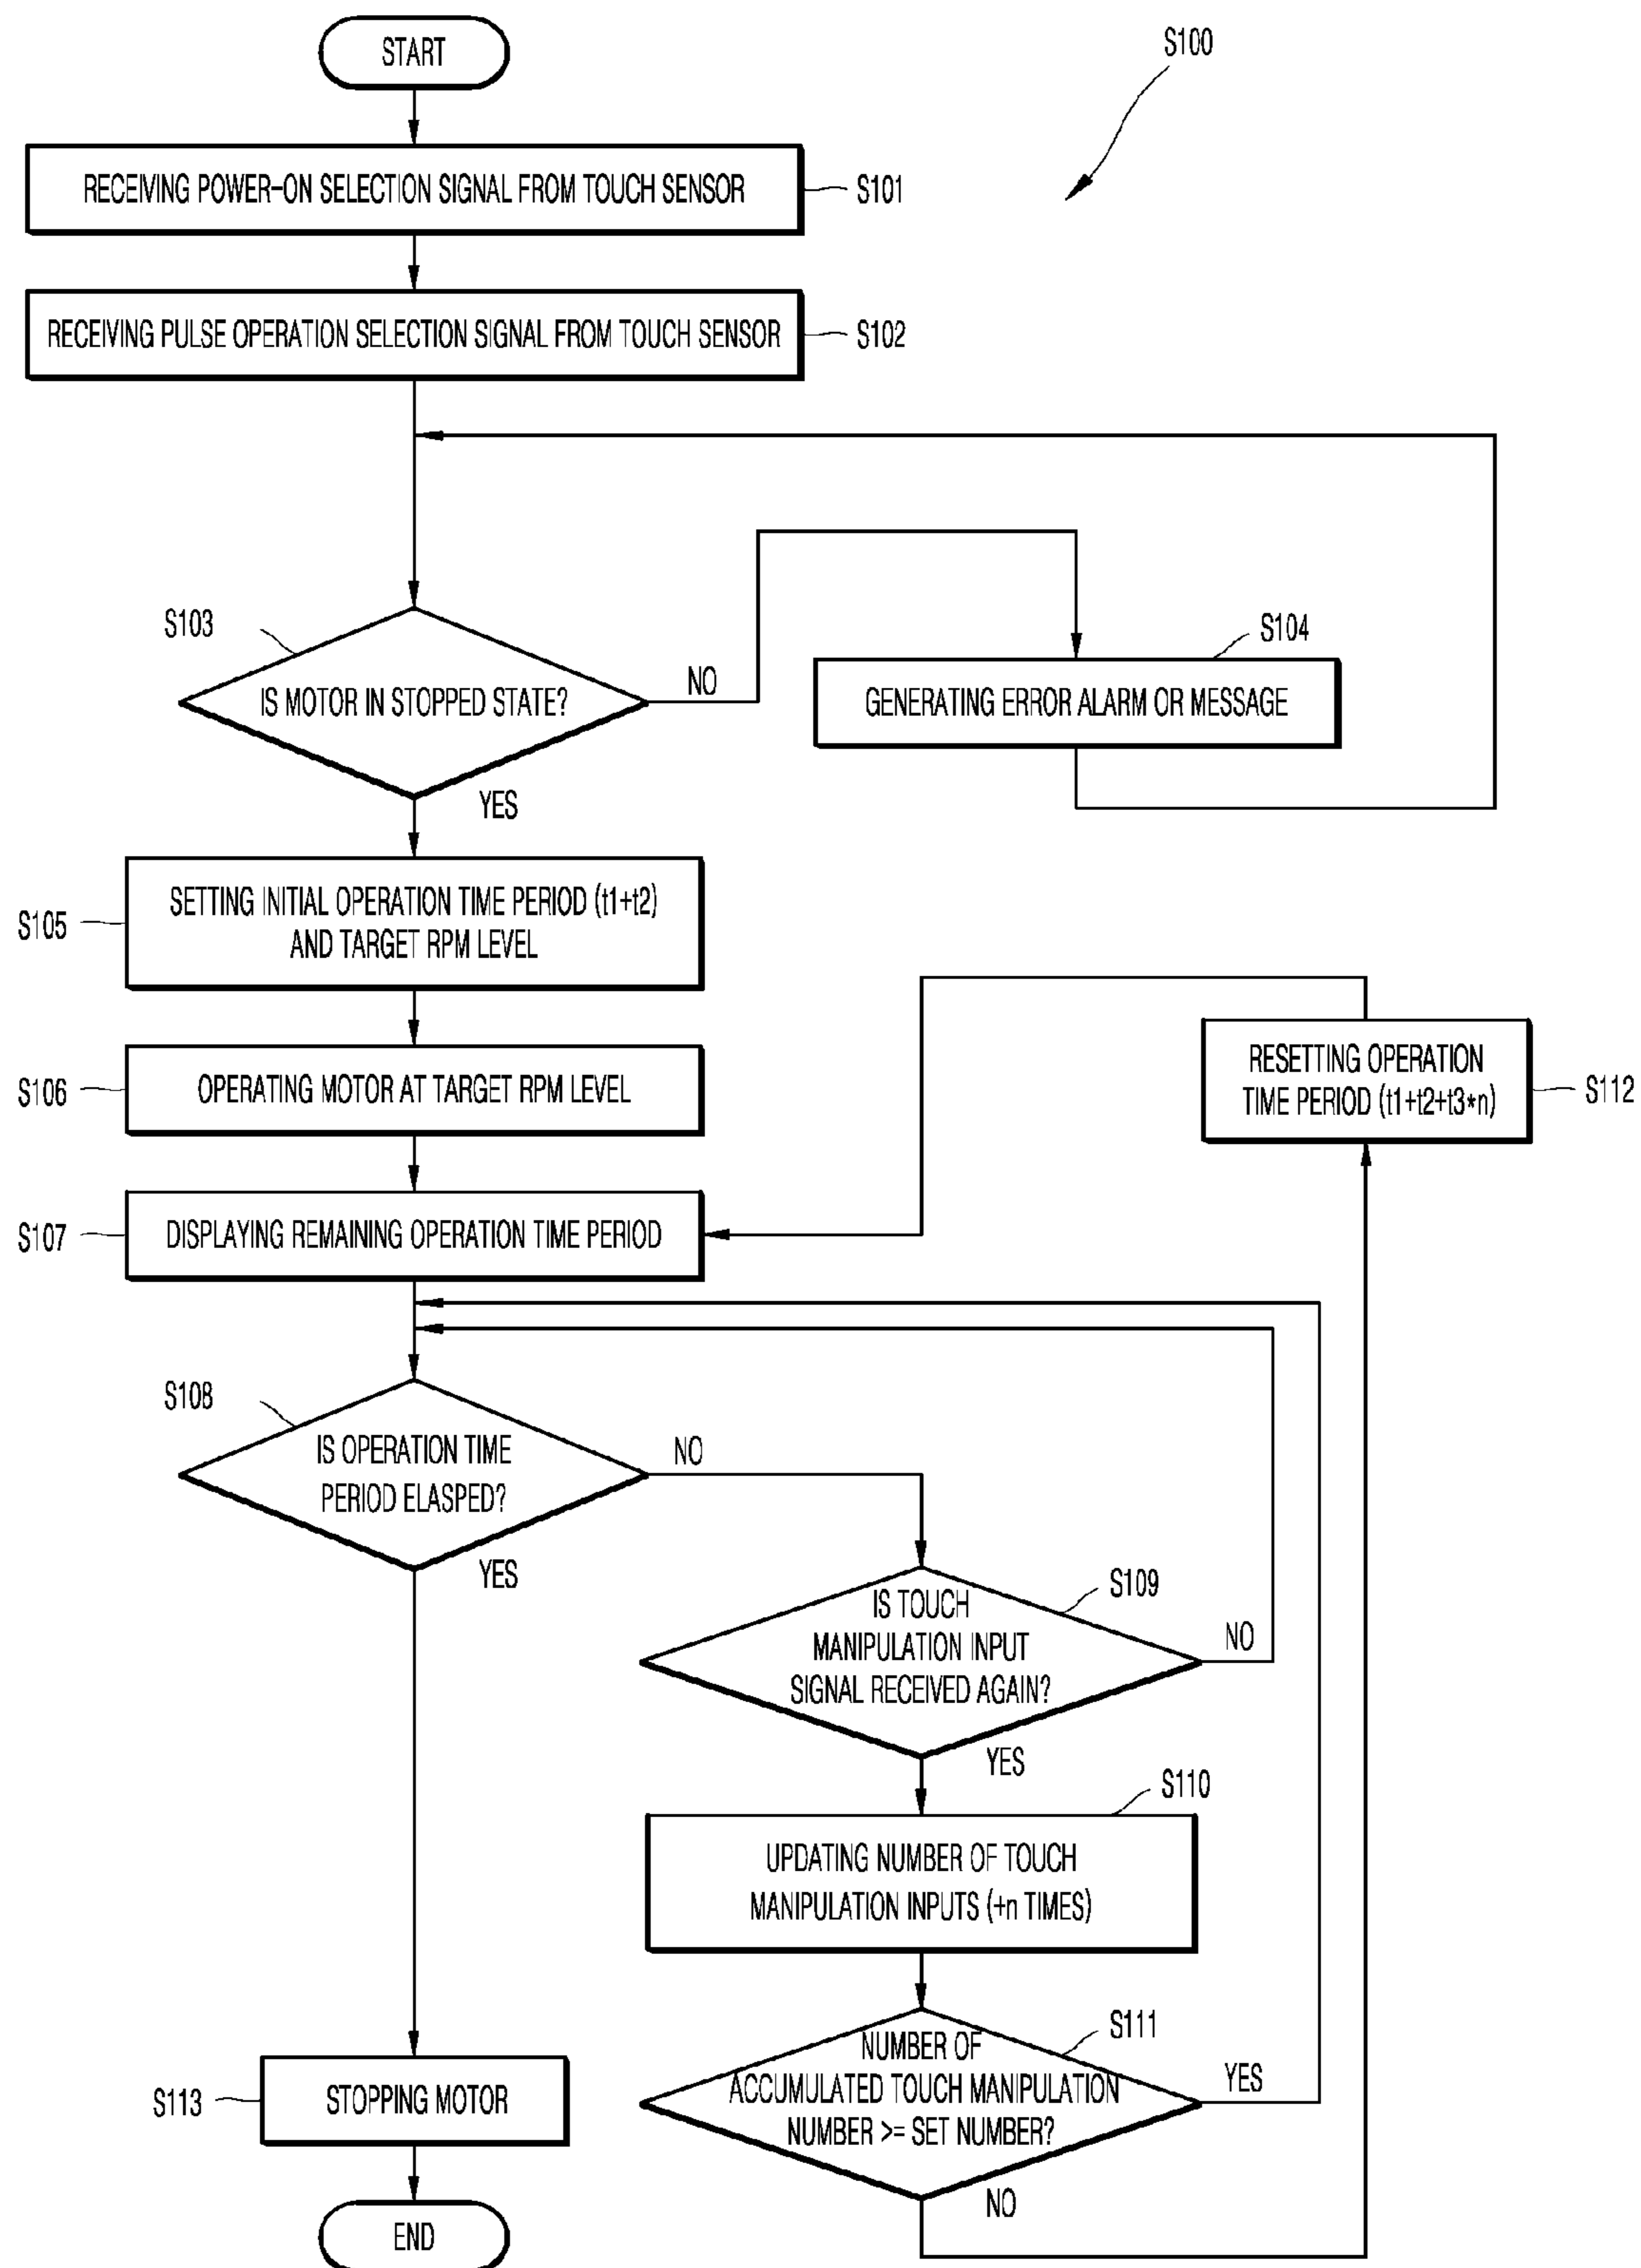 START
S100
RECEIVING POWER-ON SELECTION SIGNAL FROM TOUCH SENSOR
S101
RECEIVING PULSE OPERATION SELECTION SIGNAL FROM TOUCH SENSOR
S102
S103
IS MOTOR IN STOPPED STATE?
NO
YES
S104
GENERATING ERROR ALARM OR MESSAGE
S105
SETTING INITIAL OPERATION TIME PERIOD (t1+t2)
AND TARGET RPM LEVEL
S106
OPERATING MOTOR AT TARGET RPM LEVEL
RESETTING OPERATION
TIME PERIOD (t1+t2+t3*n)
S112
S107
DISPLAYING REMAINING OPERATION TIME PERIOD
S108
IS OPERATION TIME
PERIOD ELASPED?
NO
YES
S109
IS TOUCH
MANIPULATION INPUT
SIGNAL RECEIVED AGAIN?
NO
YES
S110
UPDATING NUMBER OF TOUCH
MANIPULATION INPUTS (+n TIMES)
S111
NUMBER OF
ACCUMULATED TOUCH MANIPULATION
NUMBER >= SET NUMBER?
YES
NO
S113
STOPPING MOTOR
END